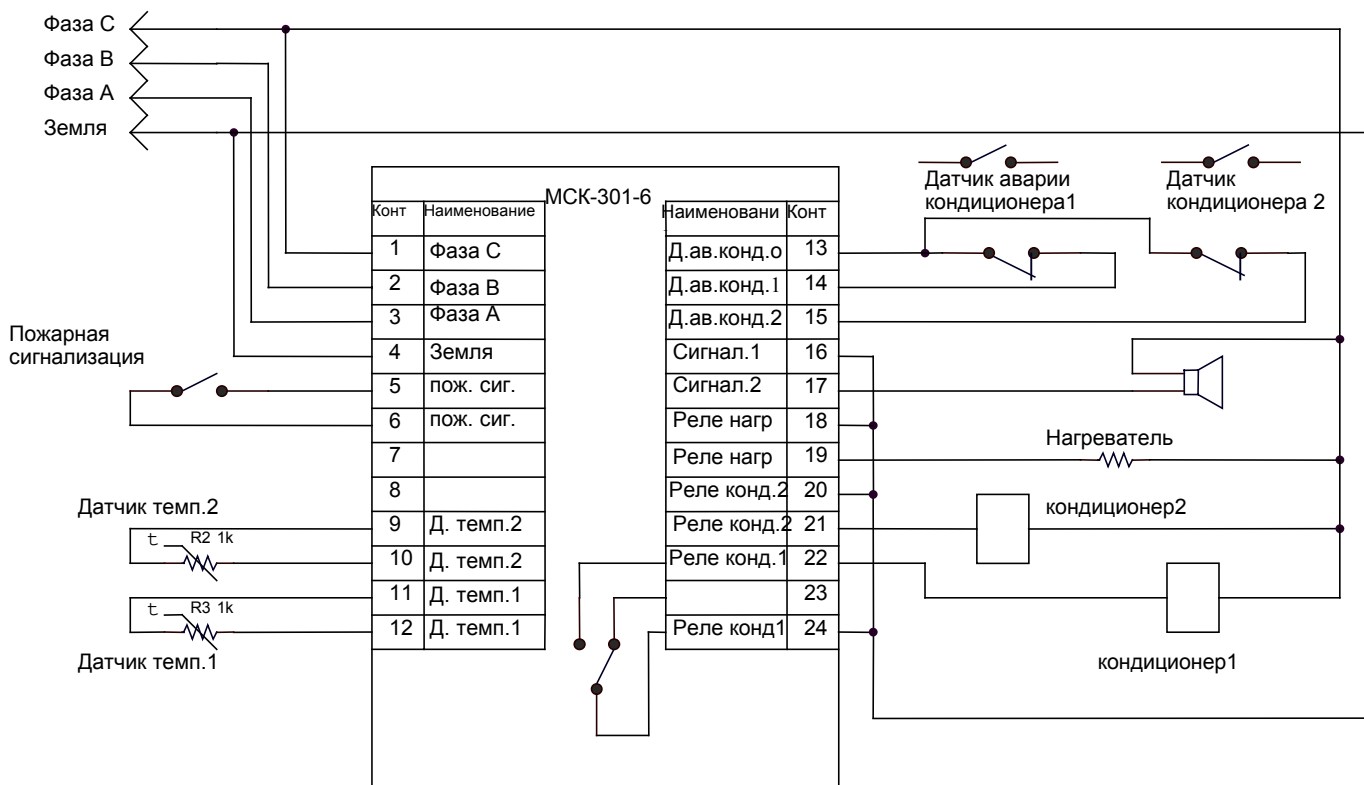 Фаза С
Фаза В
Фаза А
Земля
МСК-301-6
Датчик аварии
кондиционера1
Датчик
кондиционера 2
Конт Наименование
Наименовани Конт
1 Фаза С
2 Фаза В
3 Фаза А
4 Земля
5 пож. сиг.
6 пож. сиг.
7
8
9 Д. темп.2
10 Д. темп.2
11 Д. темп.1
12 Д. темп.1
Д.ав.конд.о 13
Д.ав.конд.1 14
Д.ав.конд.2 15
Сигнал.1 16
Сигнал.2 17
Реле нагр 18
Реле нагр 19
Реле конд.2 20
Реле конд.2 21
Реле конд.1 22
23
Реле конд1 24
Пожарная
сигнализация
Датчик темп.2
t R2 1k
t R3 1k
Датчик темп.1
Нагреватель
кондиционер2
кондиционер1